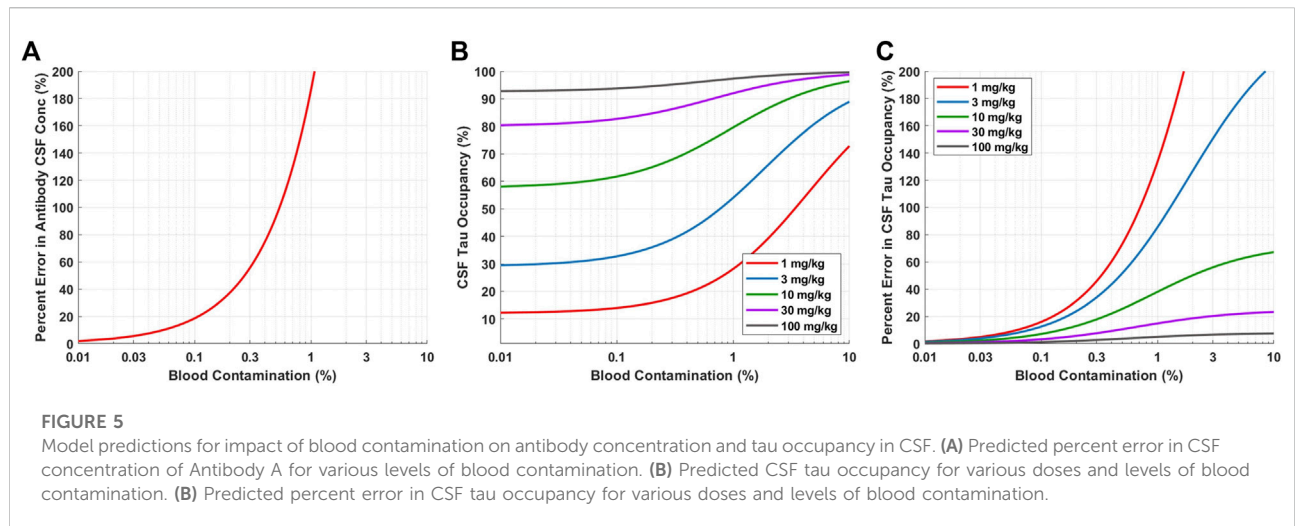 A
Percent Error in Antibody CSF Conc (%)
200
180
160
140
120
100
80
60
40
20
0
0.01 0.03 0.1 0.3 1 3 10
Blood Contamination (%)
B
CSF Tau Occupancy (%)
100
90
80
70
60
50
40
30
20
10
0.01 0.1 1 10
Blood Contamination (%)
1 mg/kg
3 mg/kg
10 mg/kg
30 mg/kg
100 mg/kg
C
Percent Error in CSF Tau Occupancy (%)
200
180
160
140
120
100
80
60
40
20
0
0.01 0.03 0.1 0.3 1 3 10
Blood Contamination (%)
1 mg/kg
3 mg/kg
10 mg/kg
30 mg/kg
100 mg/kg
FIGURE 5
Model predictions for impact of blood contamination on antibody concentration and tau occupancy in CSF. (A) Predicted percent error in CSF
concentration of Antibody A for various levels of blood contamination. (B) Predicted CSF tau occupancy for various doses and levels of blood
contamination. (B) Predicted percent error in CSF tau occupancy for various doses and levels of blood contamination.